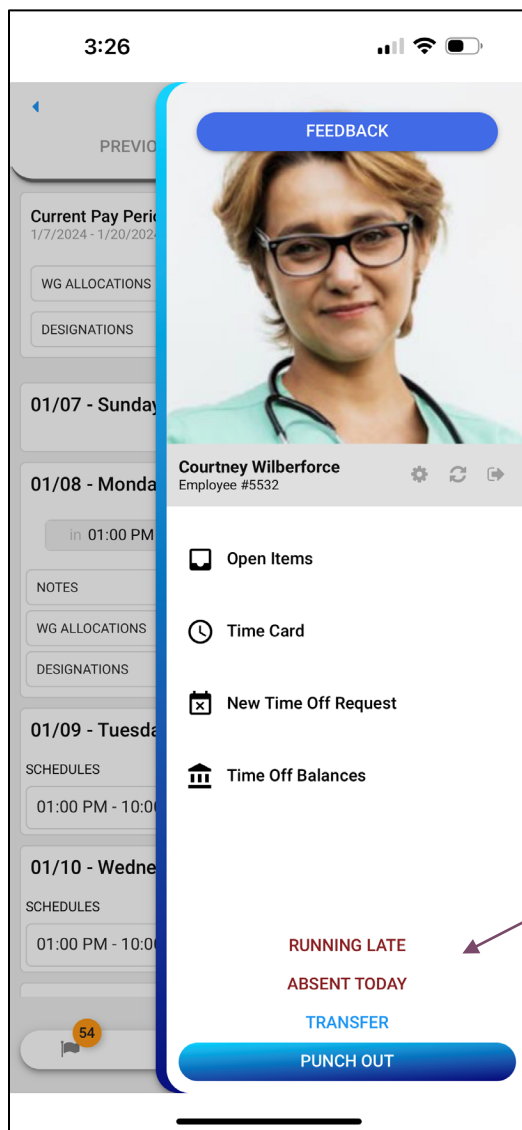 3:26
PREVIO
Current Pay Perio
1/7/2024 - 1/20/2024
WG ALLOCATIONS
DESIGNATIONS
01/07 - Sunday
01/08 - Monda
in 01:00 PM
NOTES
WG ALLOCATIONS
DESIGNATIONS
01/09 - Tuesda
SCHEDULES
01:00 PM - 10:00
01/10 - Wedne
SCHEDULES
01:00 PM - 10:00
54
FEEDBACK
Courtney Wilberforce
Employee #5532
Open Items
Time Card
New Time Off Request
Time Off Balances
RUNNING LATE
ABSENT TODAY
TRANSFER
PUNCH OUT